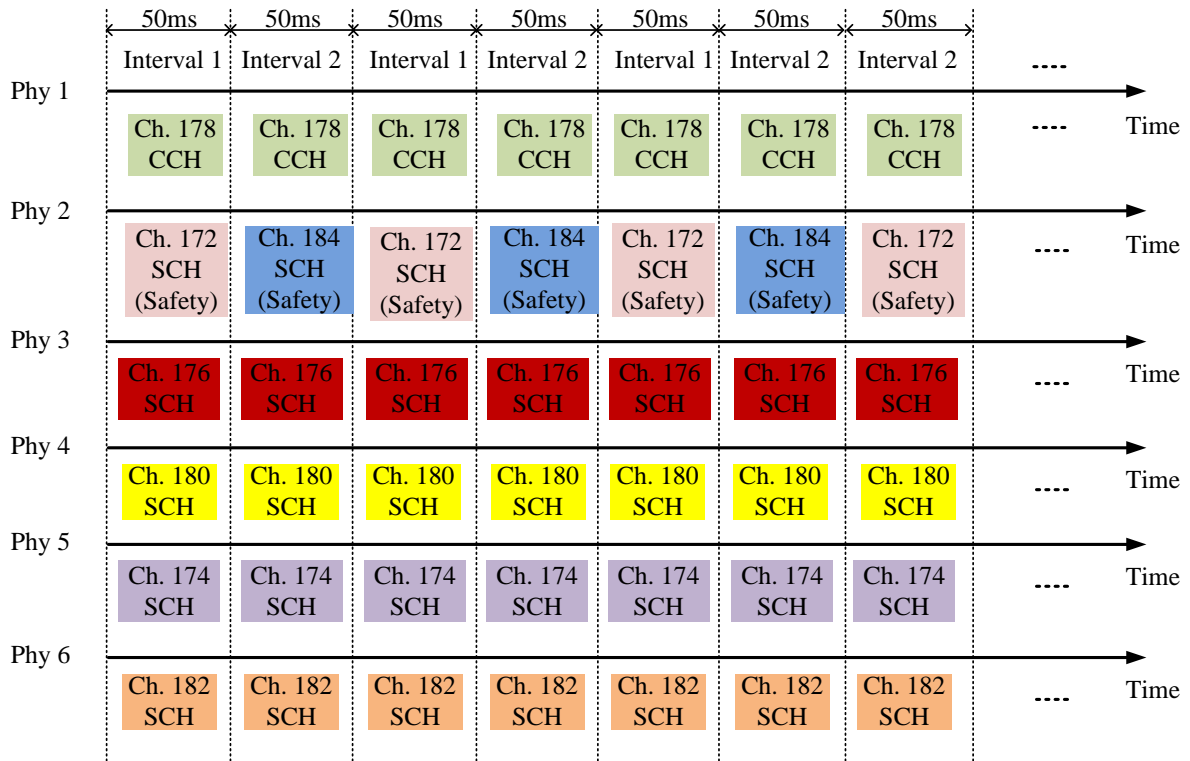 50ms 50ms 50ms 50ms 50ms 50ms 50ms
Interval 1 Interval 2 Interval 1 Interval 2 Interval 1 Interval 2 Interval 2 ----
Phy 1
Ch. 178 Ch. 178 Ch. 178 Ch. 178 Ch. 178 Ch. 178 Ch. 178 ---- Time
CCH CCH CCH CCH CCH CCH CCH
Phy 2
Ch. 172 Ch. 184 Ch. 172 Ch. 184 Ch. 172 Ch. 184 Ch. 172 ---- Time
SCH SCH SCH SCH SCH SCH SCH
(Safety) (Safety) (Safety) (Safety) (Safety) (Safety) (Safety)
Phy 3
Ch. 176 Ch. 176 Ch. 176 Ch. 176 Ch. 176 Ch. 176 Ch. 176 ---- Time
SCH SCH SCH SCH SCH SCH SCH
Phy 4
Ch. 180 Ch. 180 Ch. 180 Ch. 180 Ch. 180 Ch. 180 Ch. 180 ---- Time
SCH SCH SCH SCH SCH SCH SCH
Phy 5
Ch. 174 Ch. 174 Ch. 174 Ch. 174 Ch. 174 Ch. 174 Ch. 174 ---- Time
SCH SCH SCH SCH SCH SCH SCH
Phy 6
Ch. 182 Ch. 182 Ch. 182 Ch. 182 Ch. 182 Ch. 182 Ch. 182 ---- Time
SCH SCH SCH SCH SCH SCH SCH